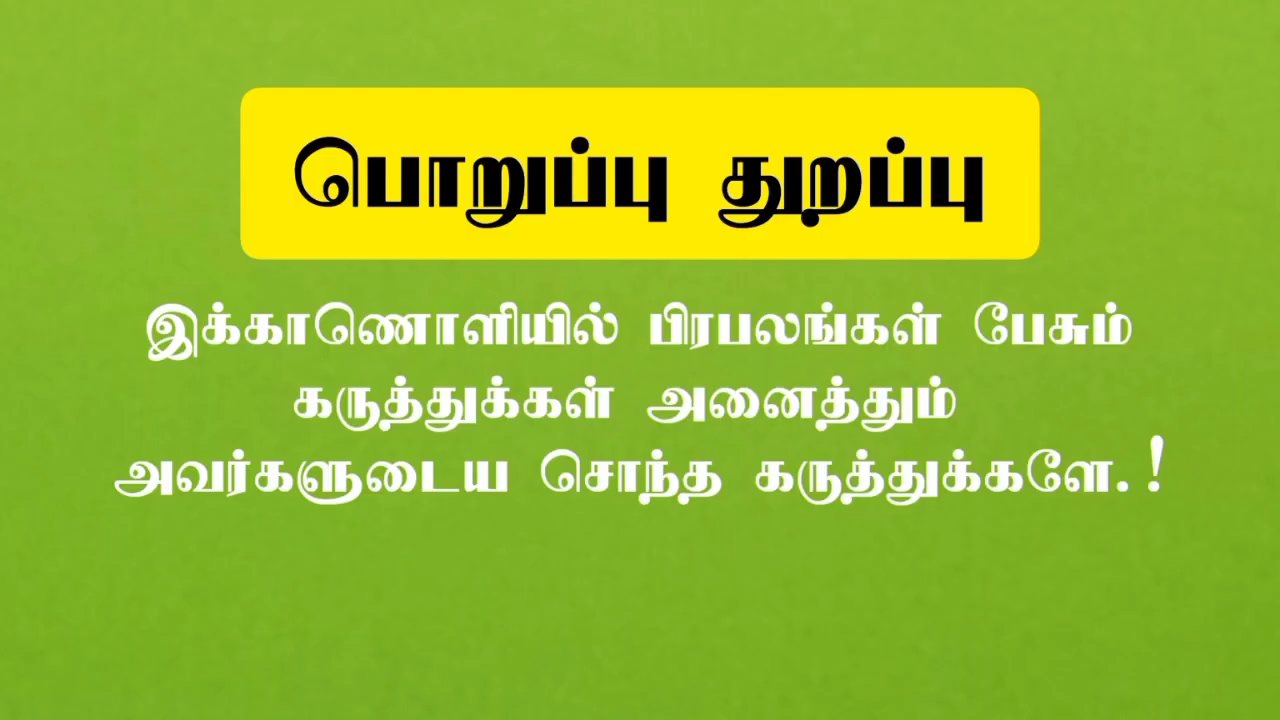 பொறுப்பு துறப்பு
இக்காணொளியில் பிரபலங்கள் பேசும்
கருத்துக்கள் அனைத்தும்
அவர்களுடைய சொந்த கருத்துக்களே.!